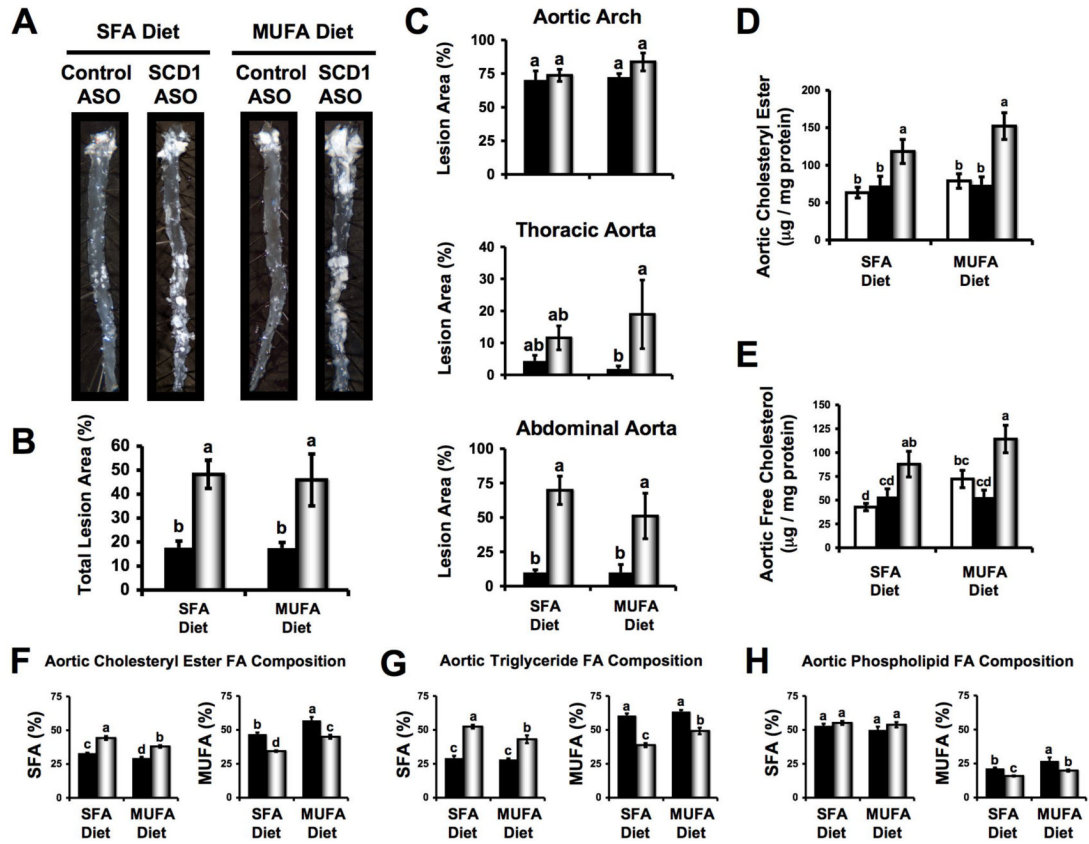 A
SFA Diet
MUFA Diet
Control ASO
SCD1 ASO
Control ASO
SCD1 ASO
B
Total Lesion Area (%)
60
50
40
30
20
10
0
b
a
b
a
SFA Diet
MUFA Diet
C
Aortic Arch
Lesion Area (%)
100
75
50
25
0
a
a
a
a
Thoracic Aorta
Lesion Area (%)
40
30
20
10
0
ab
ab
b
a
Abdominal Aorta
Lesion Area (%)
100
75
50
25
0
b
a
b
a
SFA Diet
MUFA Diet
D
Aortic Cholesteryl Ester
(µg / mg protein)
200
150
100
50
0
b
b
a
b
b
a
SFA Diet
MUFA Diet
E
Aortic Free Cholesterol
(µg / mg protein)
150
125
100
75
50
25
0
d
cd
ab
bc
cd
a
SFA Diet
MUFA Diet
F
Aortic Cholesteryl Ester FA Composition
SFA (%)
75
50
25
0
c
a
d
b
SFA Diet
MUFA Diet
MUFA (%)
75
50
25
0
b
d
a
c
SFA Diet
MUFA Diet
G
Aortic Triglyceride FA Composition
SFA (%)
75
50
25
0
c
a
c
b
SFA Diet
MUFA Diet
MUFA (%)
75
50
25
0
a
c
a
b
SFA Diet
MUFA Diet
H
Aortic Phospholipid FA Composition
SFA (%)
75
50
25
0
a
a
a
a
SFA Diet
MUFA Diet
MUFA (%)
75
50
25
0
b
c
a
b
SFA Diet
MUFA Diet